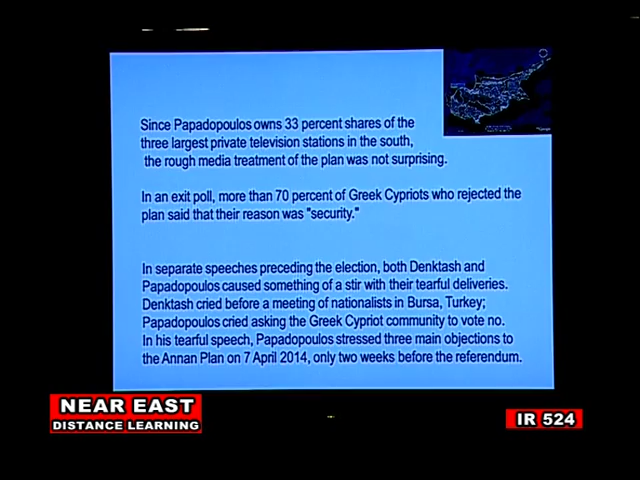 Since Papadopoulos owns 33 percent shares of the
three largest private television stations in the south,
the rough media treatment of the plan was not surprising.
In an exit poll, more than 70 percent of Greek Cypriots who rejected the
plan said that their reason was "security."
In separate speeches preceding the election, both Denktash and
Papadopoulos caused something of a stir with their tearful deliveries.
Denktash cried before a meeting of nationalists in Bursa, Turkey;
Papadopoulos cried asking the Greek Cypriot community to vote no.
In his tearful speech, Papadopoulos stressed three main objections to
the Annan Plan on 7 April 2014, only two weeks before the referendum.
NEAR EAST
DISTANCE LEARNING
IR 524